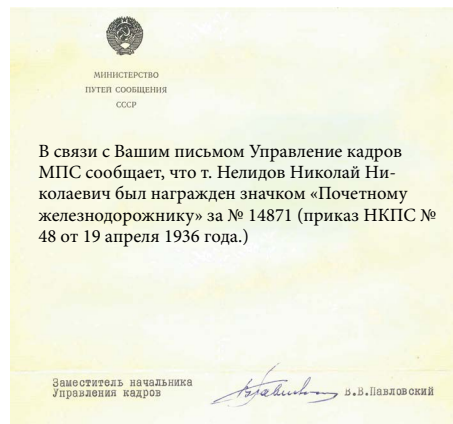 МИНИСТЕРСТВО
ПУТЕЙ СООБЩЕНИЯ
СССР
В связи с Вашим письмом Управление кадров
МПС сообщает, что т. Нелидов Николай Ни-
колаевич был награжден значком «Почетному
железнодорожнику» за № 14871 (приказ НКПС №
48 от 19 апреля 1936 года.)
Заместитель начальника
Управления кадров
В.В.Павловский